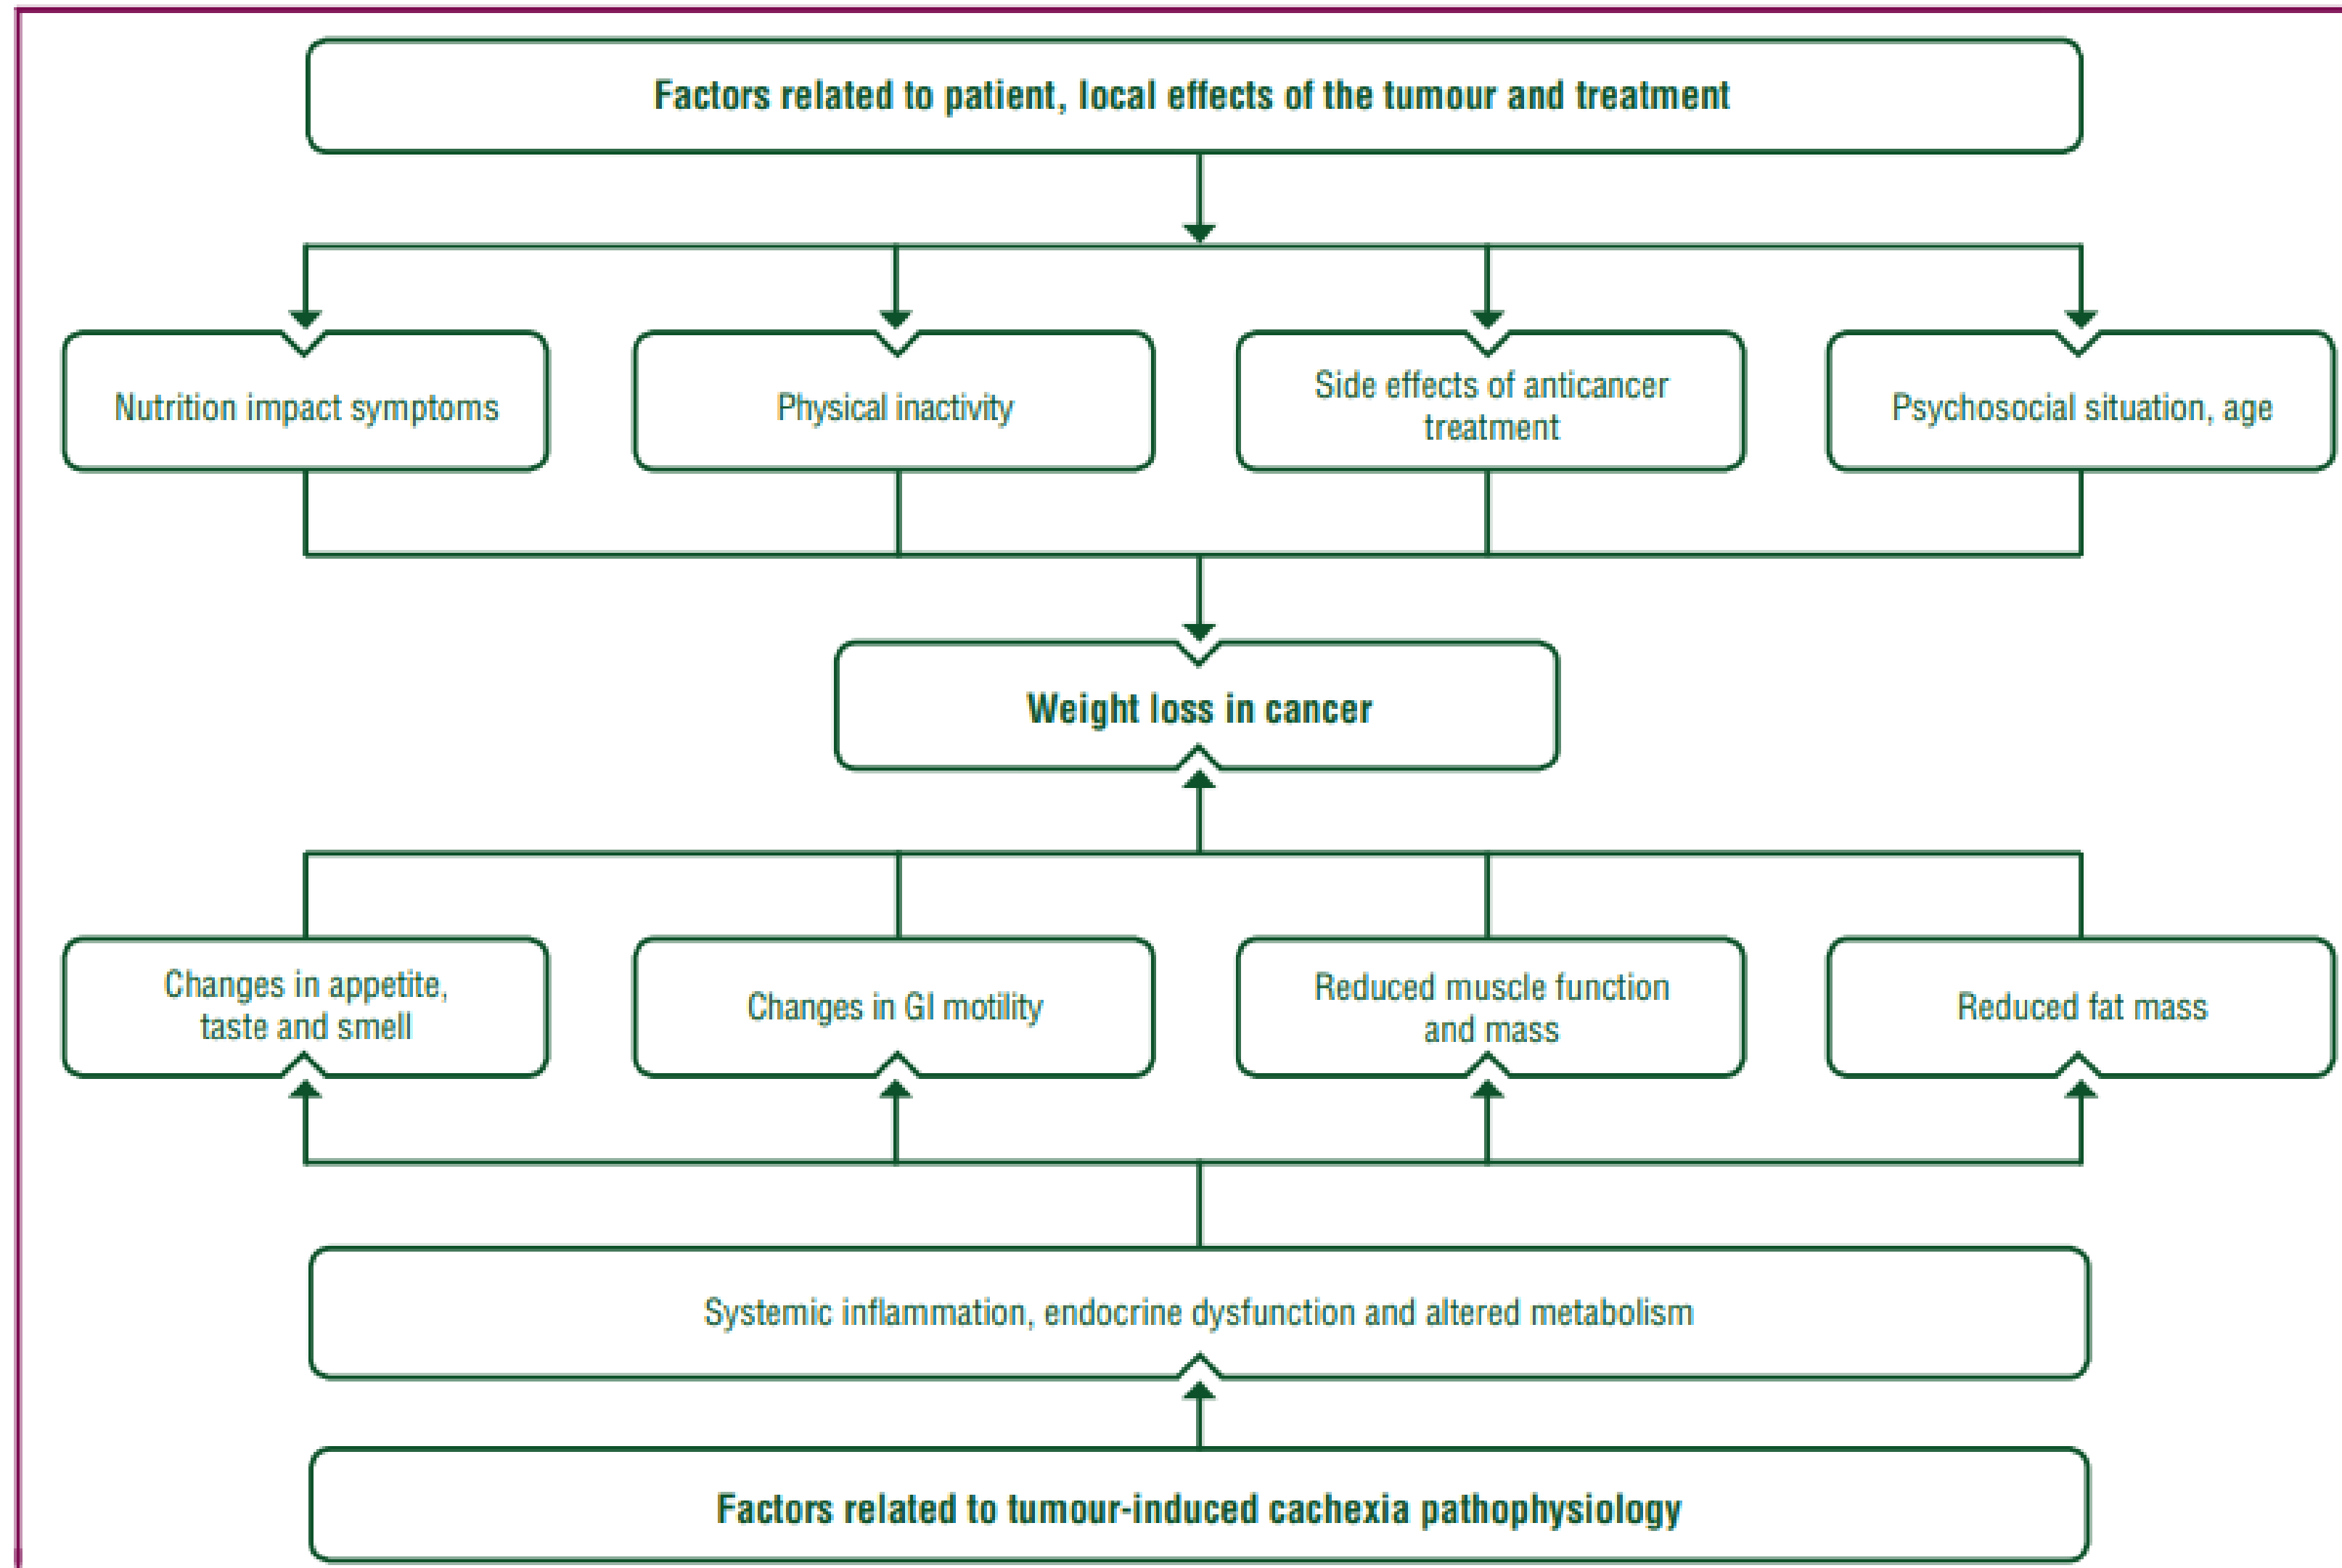 Factors related to patient, local effects of the tumour and treatment
Nutrition impact symptoms
Physical inactivity
Side effects of anticancer
treatment
Psychosocial situation, age
Weight loss in cancer
Changes in appetite,
taste and smell
Changes in GI motility
Reduced muscle function
and mass
Reduced fat mass
Systemic inflammation, endocrine dysfunction and altered metabolism
Factors related to tumour-induced cachexia pathophysiology